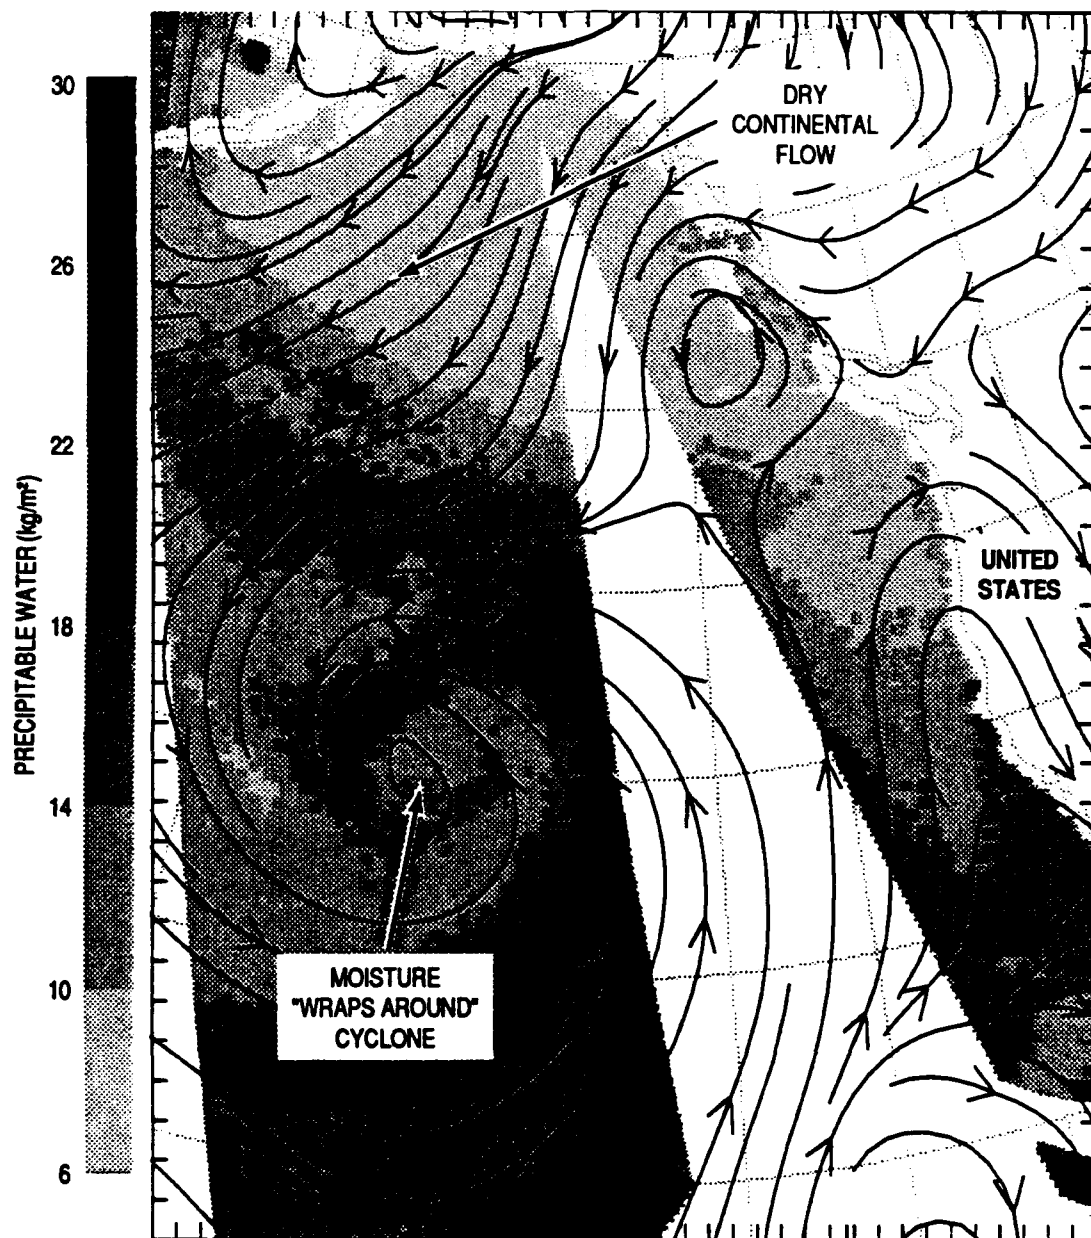 30
26
22
18
14
10
6
PRECIPITABLE WATER (kg/m²)
DRY
CONTINENTAL
FLOW
UNITED
STATES
MOISTURE
"WRAPS AROUND"
CYCLONE